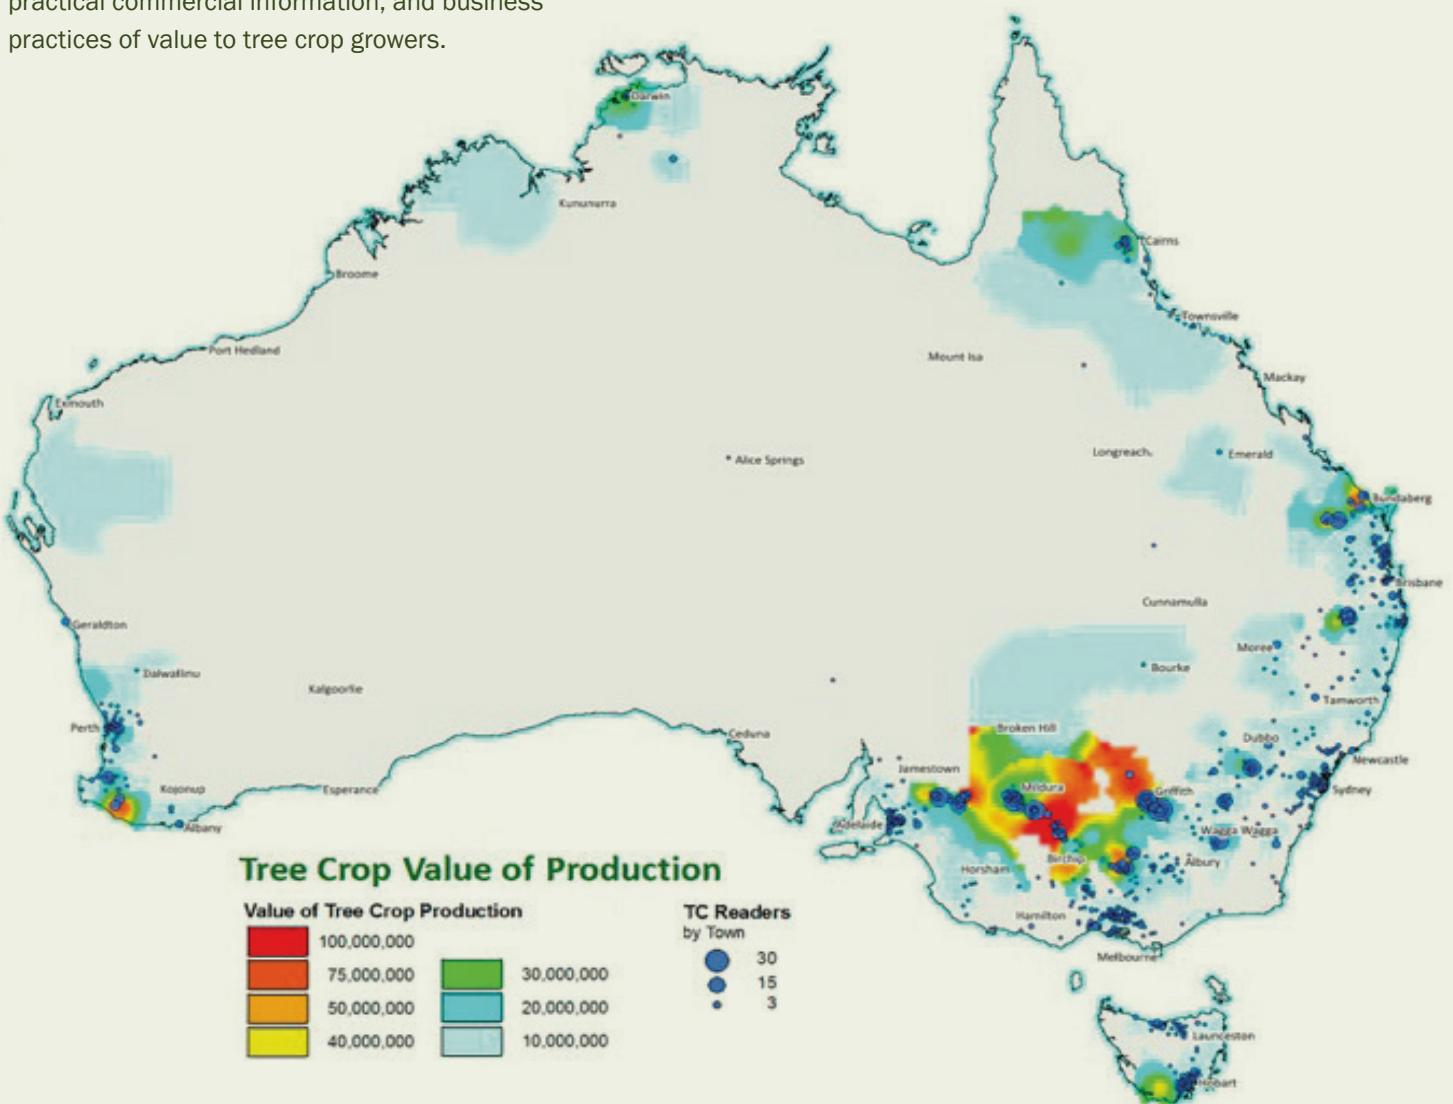 practical commercial information, and business
practices of value to tree crop growers.
Darwin
Kununurra
Cairns
Broome
Townsville
Port Hedland
Mount Isa
Mackay
Exmouth
Alice Springs
Longreach
Emerald
Bundaberg
Brisbane
Cunnamulla
Geraldton
Moree
Dalwallinu
Bourke
Kalgoorlie
Tamworth
Perth
Broken Hill
Ceduna
Dubbo
Newcastle
Jamestown
Kojonup
Esperance
Mildura
Griffith
Sydney
Albany
Adelaide
Wagga Wagga
Birchip
Albury
Horsham
Hamilton
Melbourne
Launceston
Hobart
Tree Crop Value of Production
Value of Tree Crop Production
100,000,000
75,000,000
50,000,000
40,000,000
30,000,000
20,000,000
10,000,000
TC Readers
by Town
30
15
3